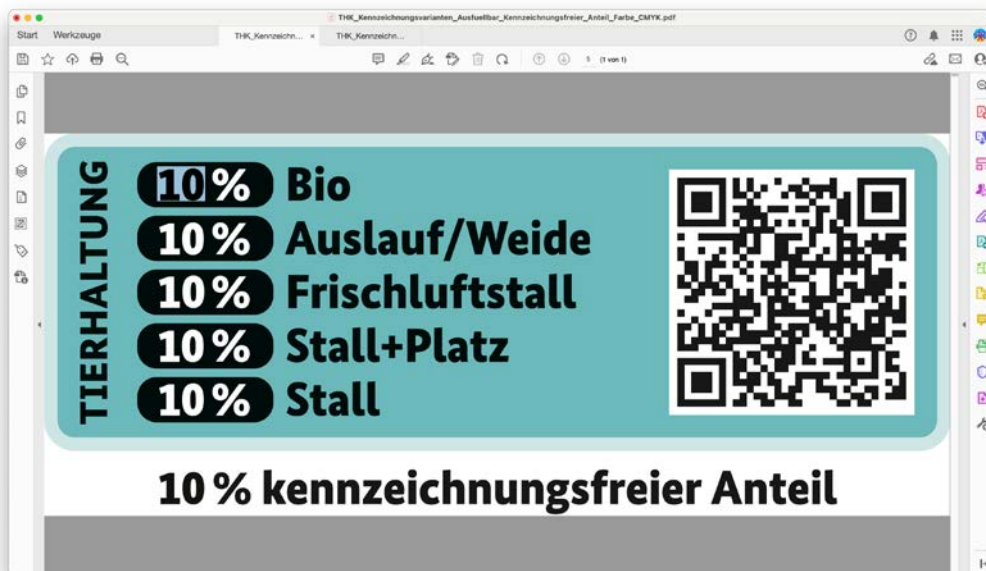 THK_Kennzeichnungsvarianten_Ausfuellbar_Kennzeichnungsfreier_Anteil_Farbe_CMYK.pdf
Start Werkzeuge THK_Kennzeichn... × THK_Kennzeichn...
5 (1 von 1)
TIERHALTUNG
10 % Bio
10 % Auslauf/Weide
10 % Frischluftstall
10 % Stall+Platz
10 % Stall
10 % kennzeichnungsfreier Anteil